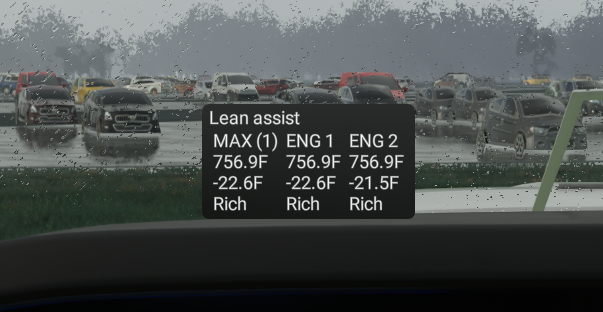 Lean assist
MAX (1) ENG 1 ENG 2
756.9F 756.9F 756.9F
-22.6F -22.6F -21.5F
Rich Rich Rich